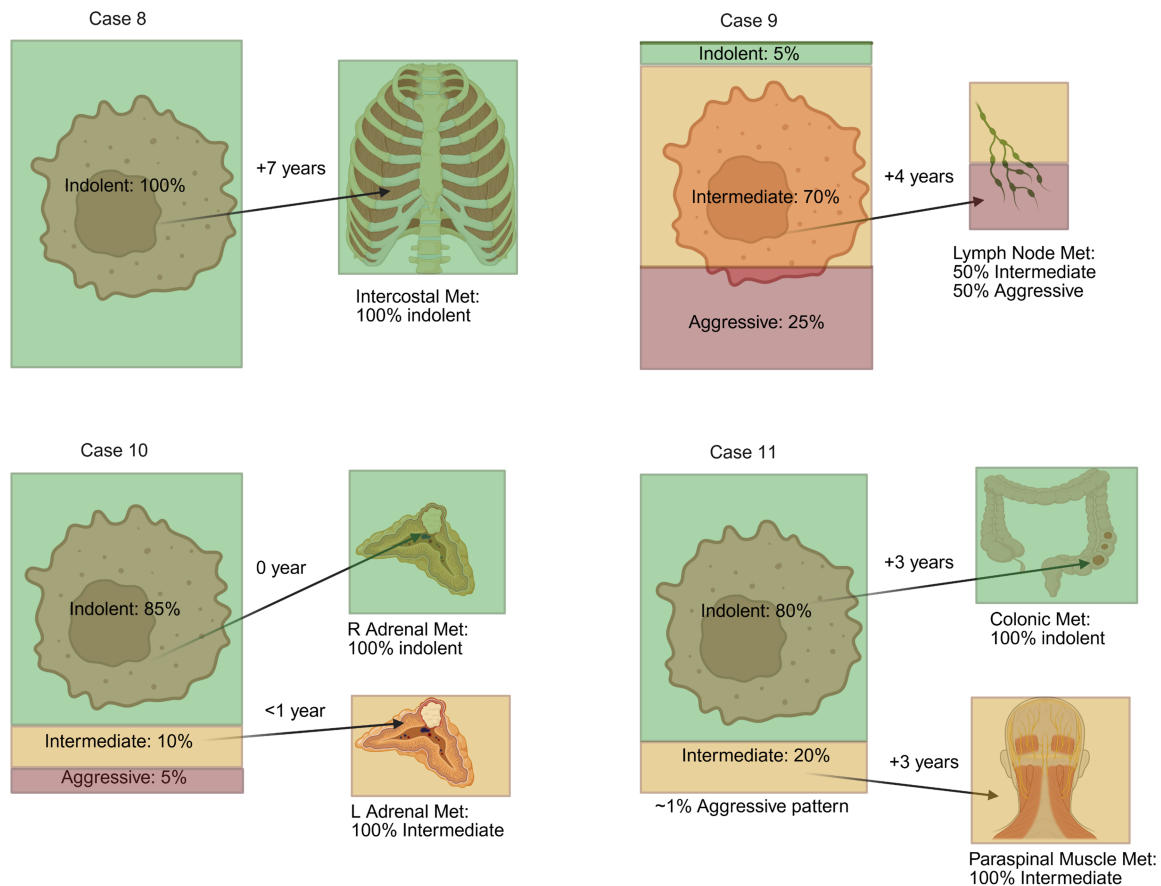 Case 8
Indolent: 100%
+7 years
Intercostal Met:
100% indolent
Case 9
Indolent: 5%
Intermediate: 70%
Aggressive: 25%
+4 years
Lymph Node Met:
50% Intermediate
50% Aggressive
Case 10
Indolent: 85%
Intermediate: 10%
Aggressive: 5%
0 year
R Adrenal Met:
100% indolent
<1 year
L Adrenal Met:
100% Intermediate
Case 11
Indolent: 80%
Intermediate: 20%
~1% Aggressive pattern
+3 years
Colonic Met:
100% indolent
+3 years
Paraspinal Muscle Met:
100% Intermediate